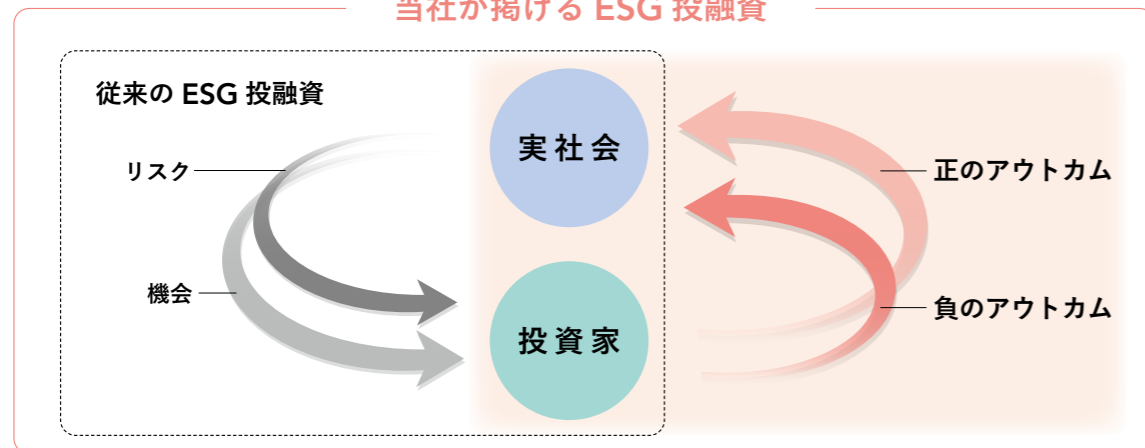 当社が掲げる ESG 投融資
従来の ESG 投融資
実社会
リスク
正のアウトカム
機会
負のアウトカム
投資家